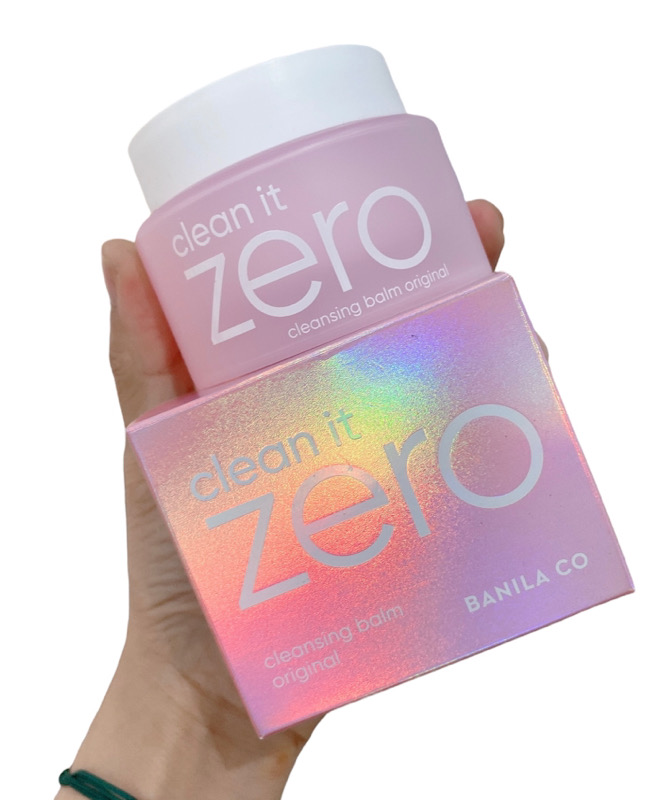 clean it
zero
cleansing balm original
clean it
zero
cleansing balm
original
BANILA CO